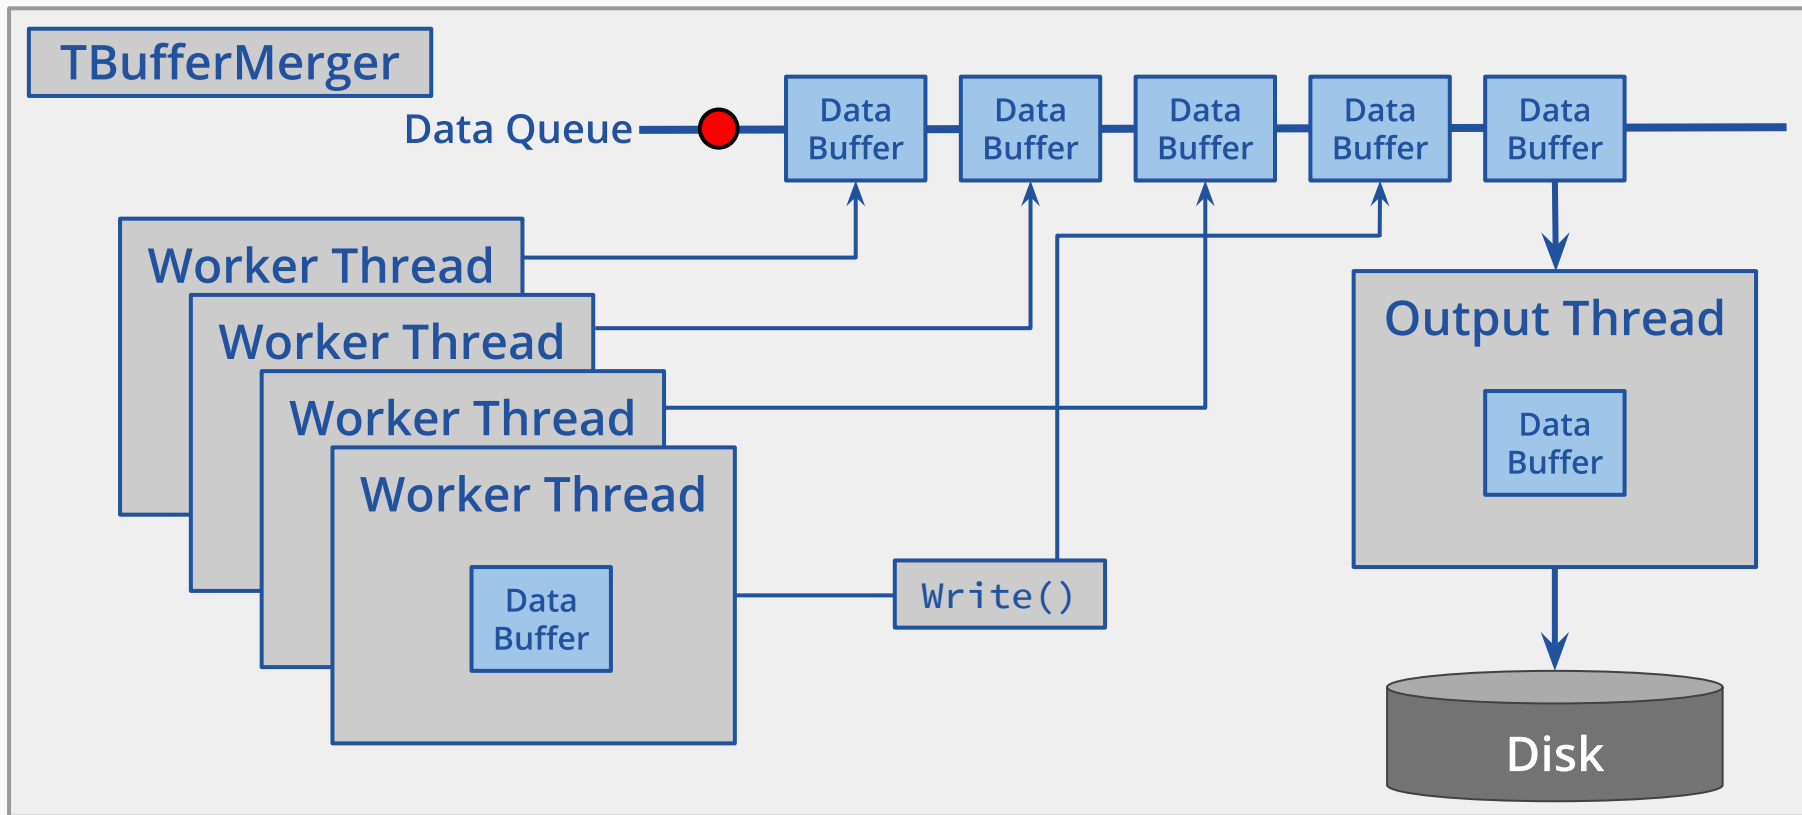 TBufferMerger
Data Queue
Data
Buffer
Data
Buffer
Data
Buffer
Data
Buffer
Data
Buffer
Worker Thread
Worker Thread
Worker Thread
Worker Thread
Data
Buffer
Write()
Output Thread
Data
Buffer
Disk